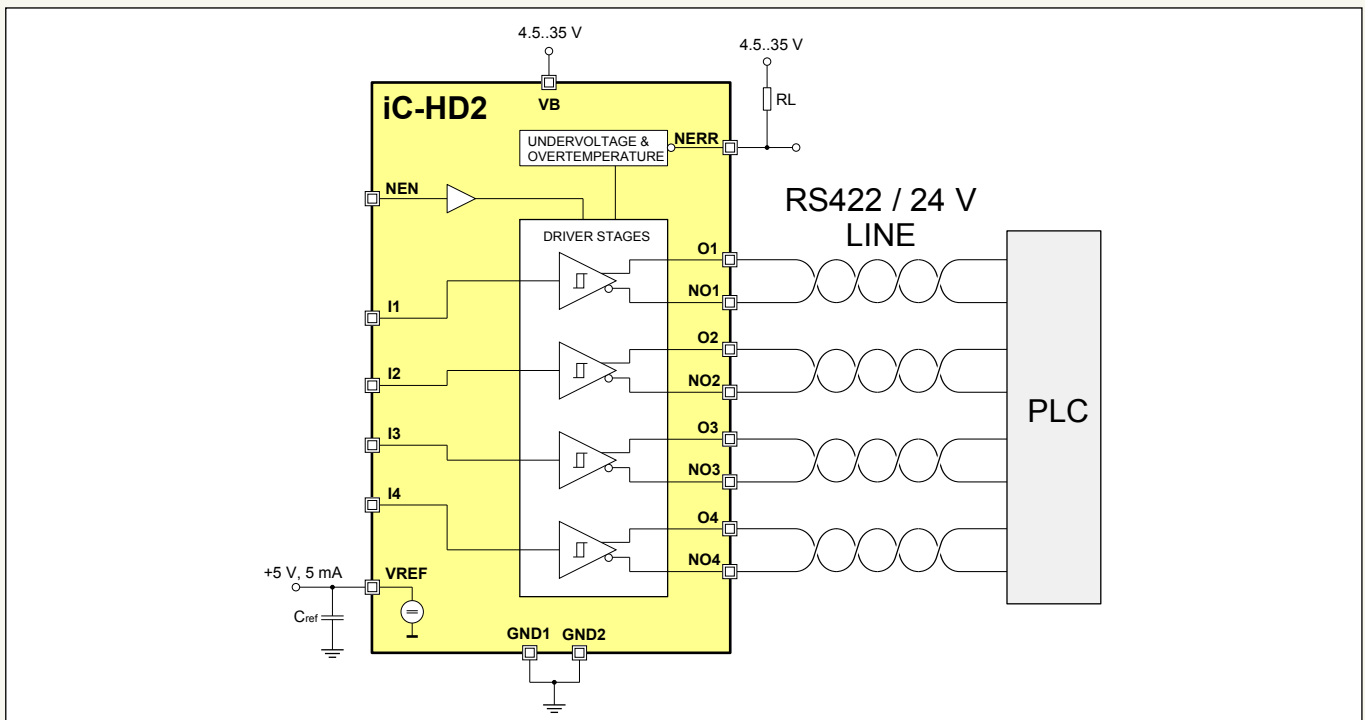 4.5..35 V
4.5..35 V
iC-HD2
VB
RL
UNDERVOLTAGE &
OVERTEMPERATURE
NERR
NEN
RS422 / 24 V
LINE
DRIVER STAGES
O1
I1
NO1
O2
I2
NO2
O3
I3
NO3
PLC
I4
O4
NO4
+5 V, 5 mA
VREF
Cref
GND1 GND2